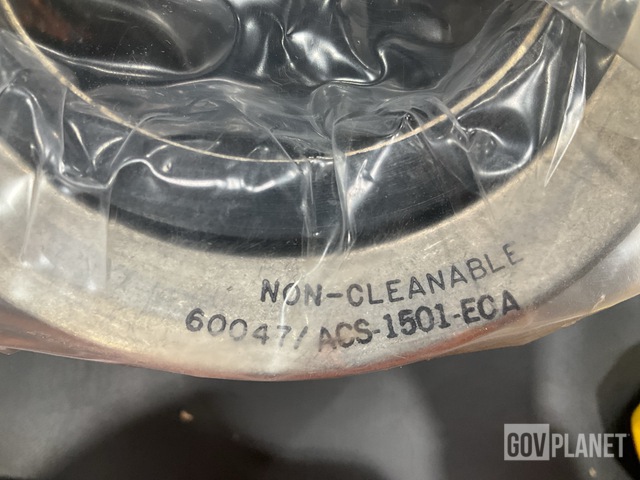 NON-CLEANABLE
60047/ACS-1501-ECA
GOVPLANET